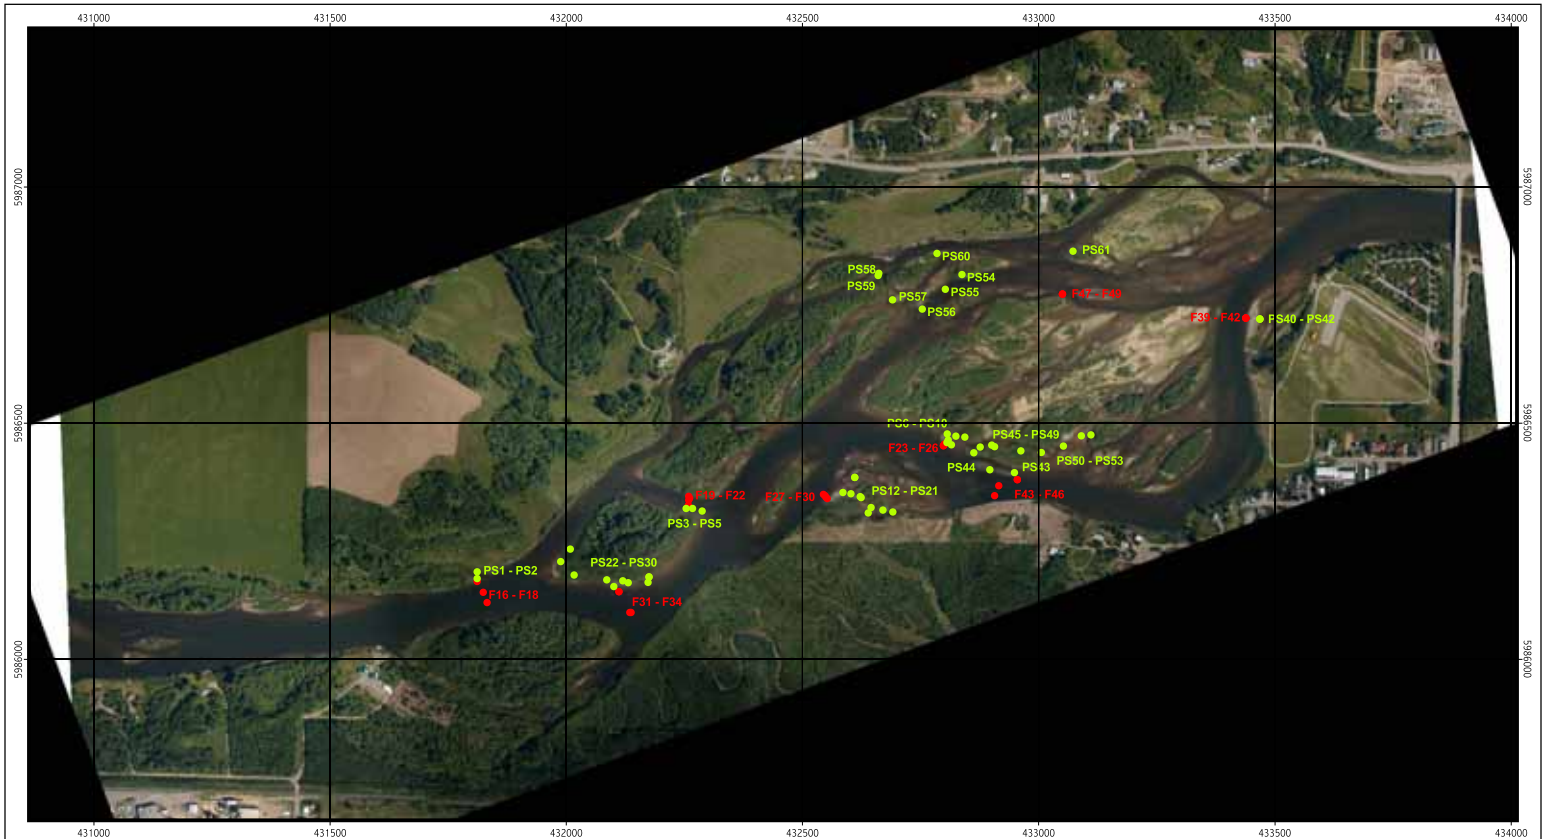 431000 431500 432000 432500 433000 433500 434000
5987000 5987000
PS61
PS60
PS58
PS54
PS59
PS55
PS57
PS56
F47 - F49
F39 - F42
PS40 - PS42
5986500 5986500
PS6 - PS10
PS45 - PS49
F23 - F26
PS50 - PS53
PS44
PS43
PS12 - PS21
F43 - F46
F27 - F30
F19 - F22
PS3 - PS5
PS22 - PS30
PS1 - PS2
F16 - F18
F31 - F34
5986000 5986000
431000 431500 432000 432500 433000 433500 434000